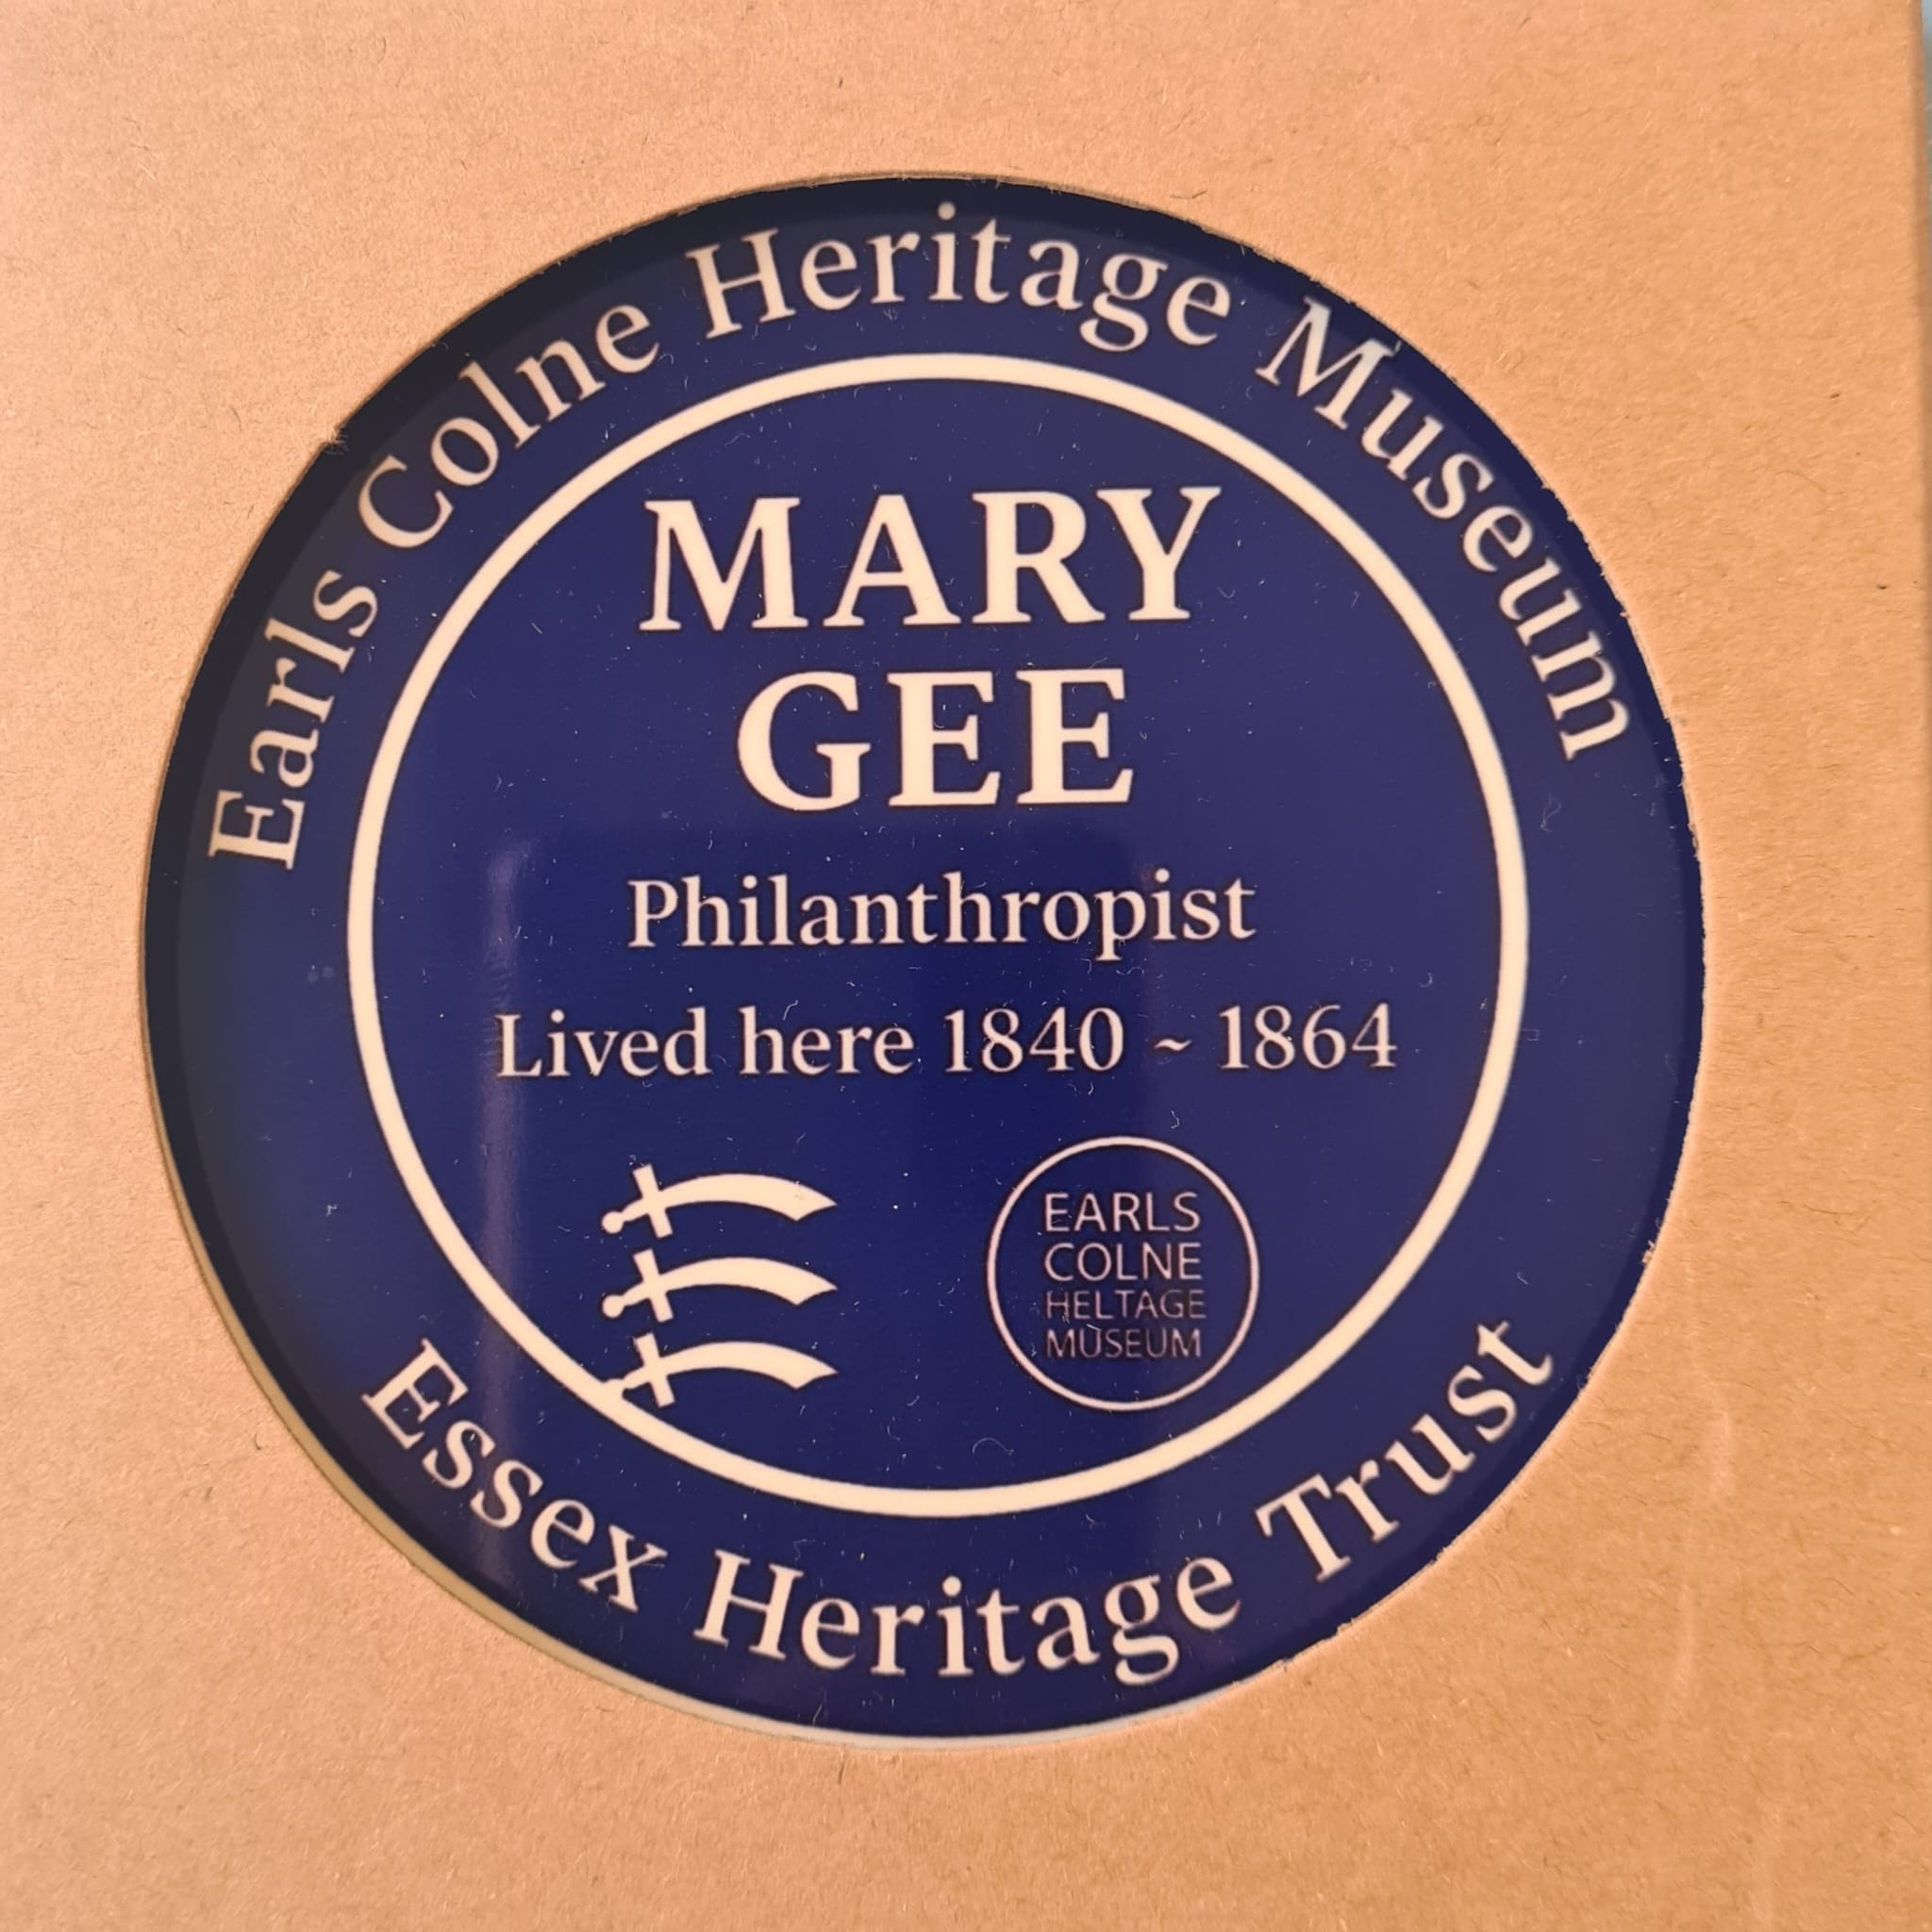 Earls Colne Heritage Museum
MARY
GEE
Philanthropist
Lived here 1840 ~ 1864
EARLS
COLNE
HELTAGE
MUSEUM
Essex Heritage Trust